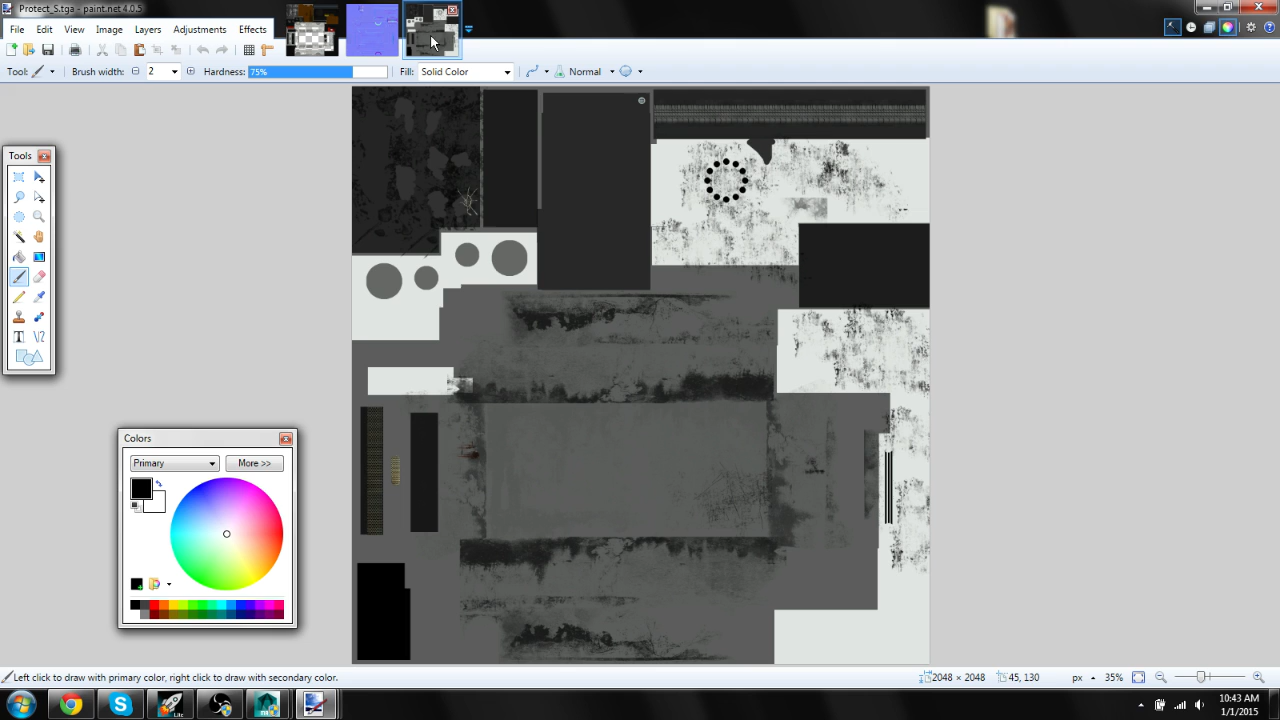 Protect_S.tga - paint.net 4.0.5
File Edit View Image Layers Adjustments Effects
Tool: Brush width: 2 Hardness: 75% Fill: Solid Color Normal
Tools
Colors
Primary More >>
Left click to draw with primary color, right click to draw with secondary color. 2048 × 2048 45, 130 px 35%
Lite
10:43 AM
1/1/2015